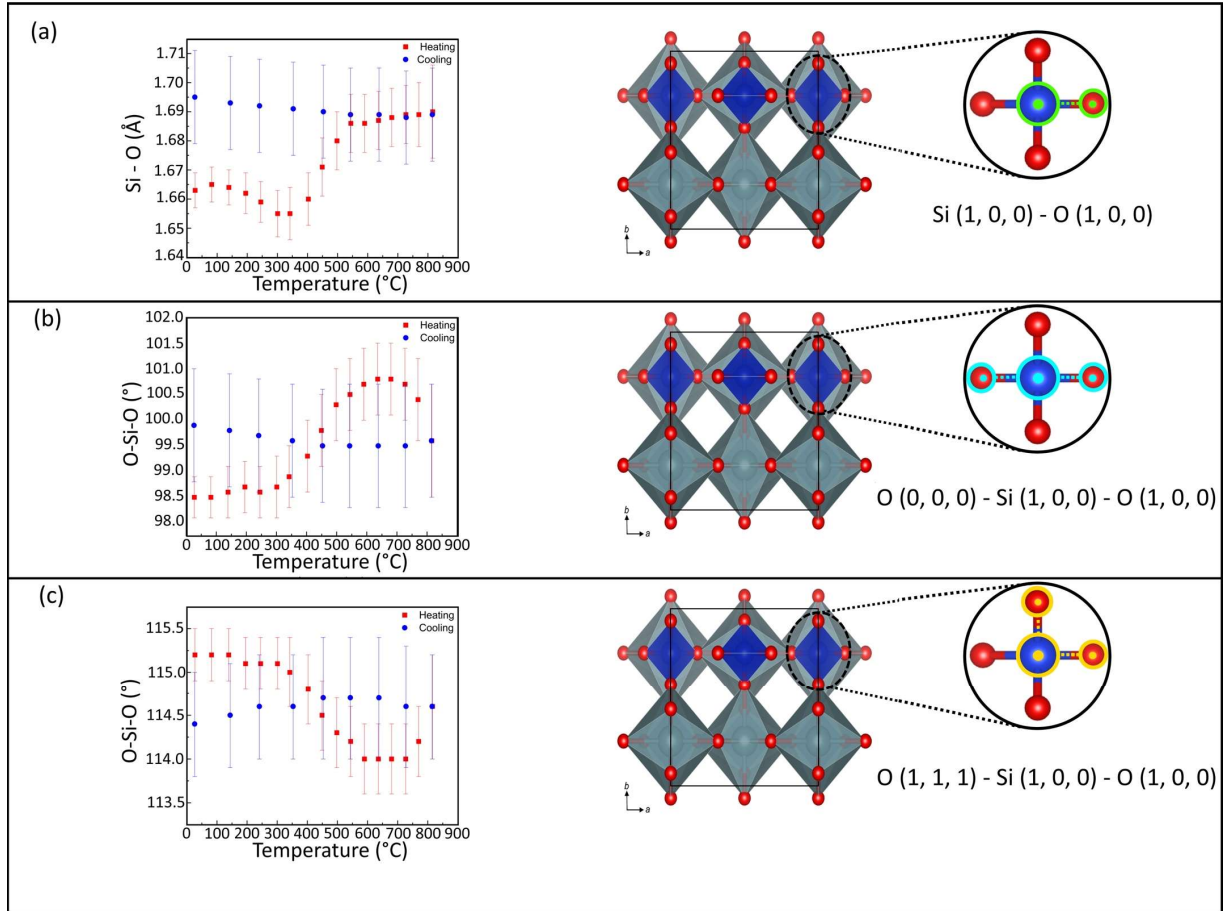 (a)
1.71
1.70
1.69
1.68
1.67
1.66
1.65
1.64
Si - O (Å)
Heating
Cooling
0 100 200 300 400 500 600 700 800 900
Temperature (°C)
b
a
Si (1, 0, 0) - O (1, 0, 0)
(b)
102.0
101.5
101.0
100.5
100.0
99.5
99.0
98.5
98.0
O-Si-O (°)
Heating
Cooling
0 100 200 300 400 500 600 700 800 900
Temperature (°C)
b
a
O (0, 0, 0) - Si (1, 0, 0) - O (1, 0, 0)
(c)
115.5
115.0
114.5
114.0
113.5
O-Si-O (°)
Heating
Cooling
0 100 200 300 400 500 600 700 800 900
Temperature (°C)
b
a
O (1, 1, 1) - Si (1, 0, 0) - O (1, 0, 0)